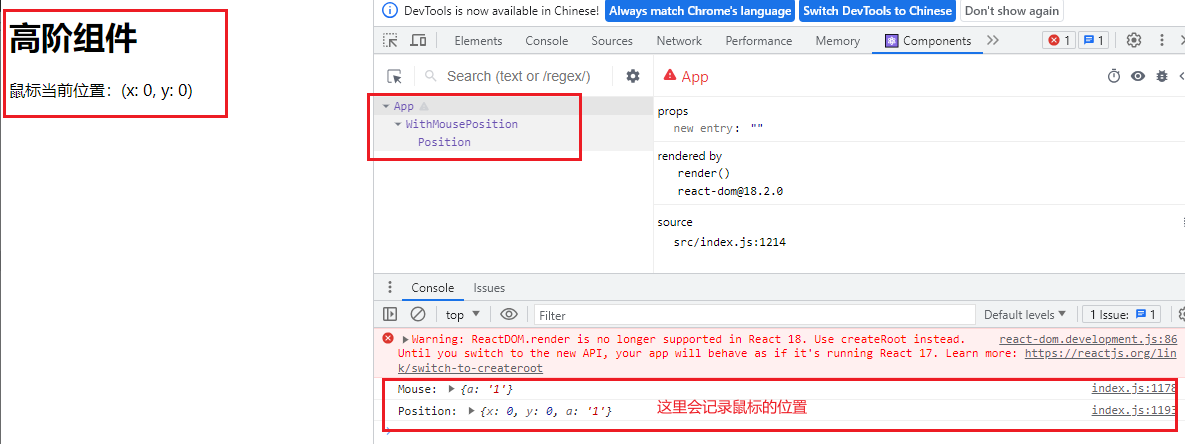 高阶组件
鼠标当前位置：(x: 0, y: 0)
DevTools is now available in Chinese! Always match Chrome's language Switch DevTools to Chinese Don't show again
Elements Console Sources Network Performance Memory Components 1 1
Search (text or /regex/) App
App
WithMousePosition
Position
props
new entry: ""
rendered by
render()
react-dom@18.2.0
source
src/index.js:1214
Console Issues
top Filter Default levels 1 Issue: 1
Warning: ReactDOM.render is no longer supported in React 18. Use createRoot instead. react-dom.development.js:86
Until you switch to the new API, your app will behave as if it's running React 17. Learn more: https://reactjs.org/lin
k/switch-to-createroot
Mouse: {a: '1'} index.js:1178
Position: {x: 0, y: 0, a: '1'} 这里会记录鼠标的位置 index.js:1193